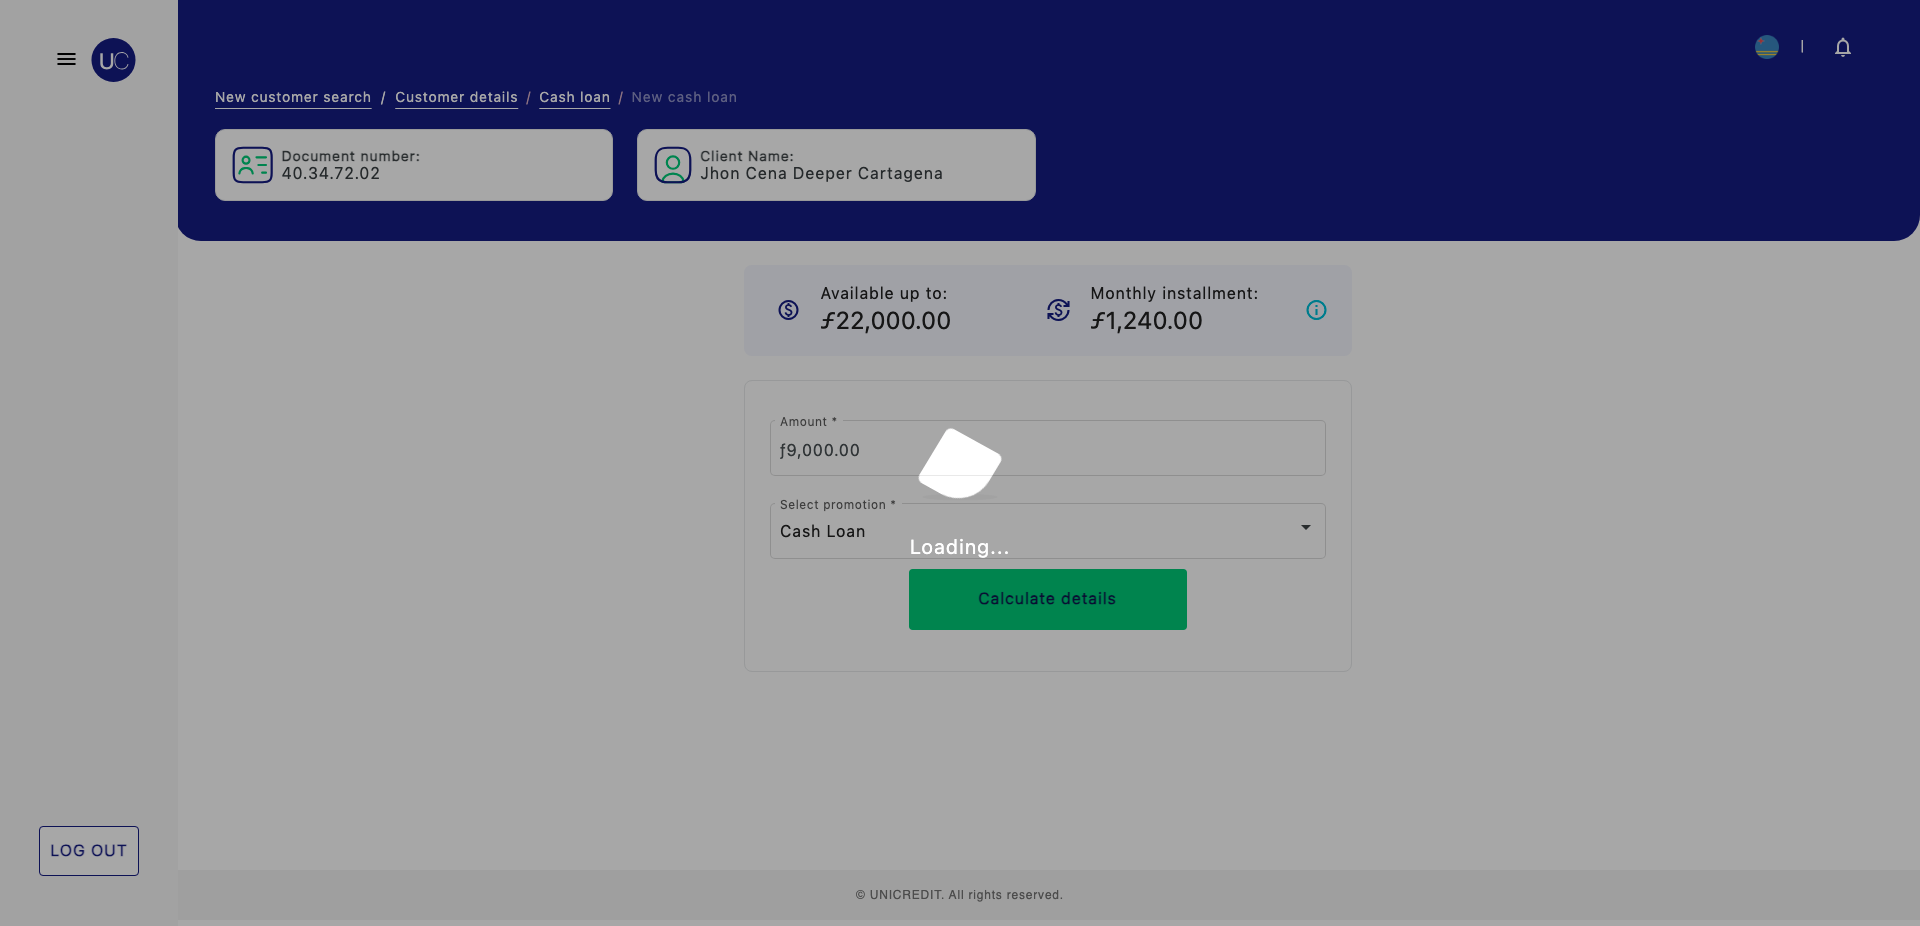 UC
New customer search / Customer details / Cash loan / New cash loan
Document number:
40.34.72.02
Client Name:
Jhon Cena Deeper Cartagena
Available up to:
ƒ22,000.00
Monthly installment:
ƒ1,240.00
Amount *
ƒ9,000.00
Select promotion *
Cash Loan
Loading...
Calculate details
LOG OUT
© UNICREDIT. All rights reserved.